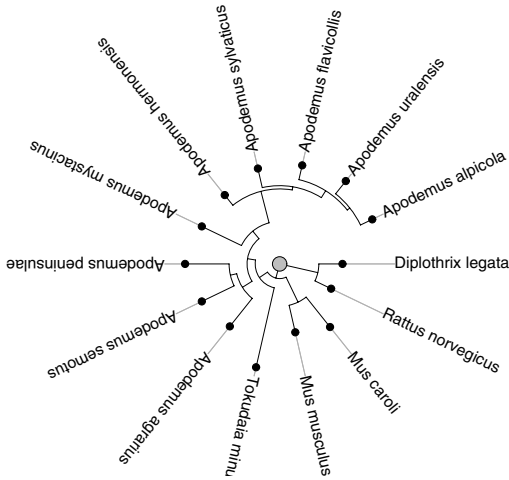 Apodemus sylvaticus
Apodemus flavicollis
Apodemus hermonensis
Apodemus uralensis
Apodemus mystacinus
Apodemus alpicola
Apodemus peninsulae
Diplothrix legata
Apodemus semotus
Rattus norvegicus
Apodemus agrarius
Mus caroli
Tokudaia minu
Mus musculus